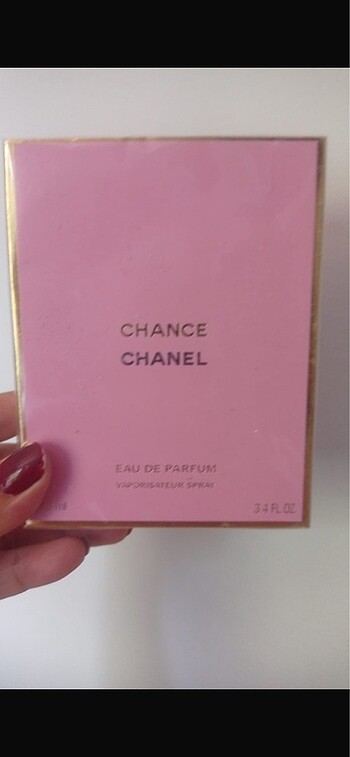 CHANCE
CHANEL
EAU DE PARFUM
VAPORISATEUR SPRAY
3.4 FL.OZ.